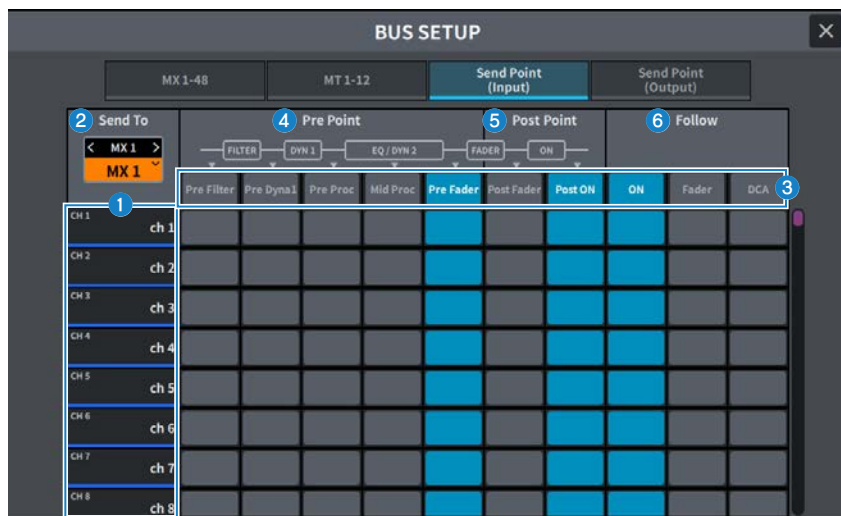 BUS SETUP
×
MX 1-48
MT 1-12
Send Point
(Input)
Send Point
(Output)
2 Send To
4 Pre Point
5 Post Point
6 Follow
< MX 1 >
MX 1
FILTER
DYN 1
EQ / DYN 2
FADER
ON
Pre Filter Pre Dyna1 Pre Proc Mid Proc Pre Fader Post Fader Post ON ON Fader DCA 3
1
CH 1
ch 1
CH 2
ch 2
CH 3
ch 3
CH 4
ch 4
CH 5
ch 5
CH 6
ch 6
CH 7
ch 7
CH 8
ch 8